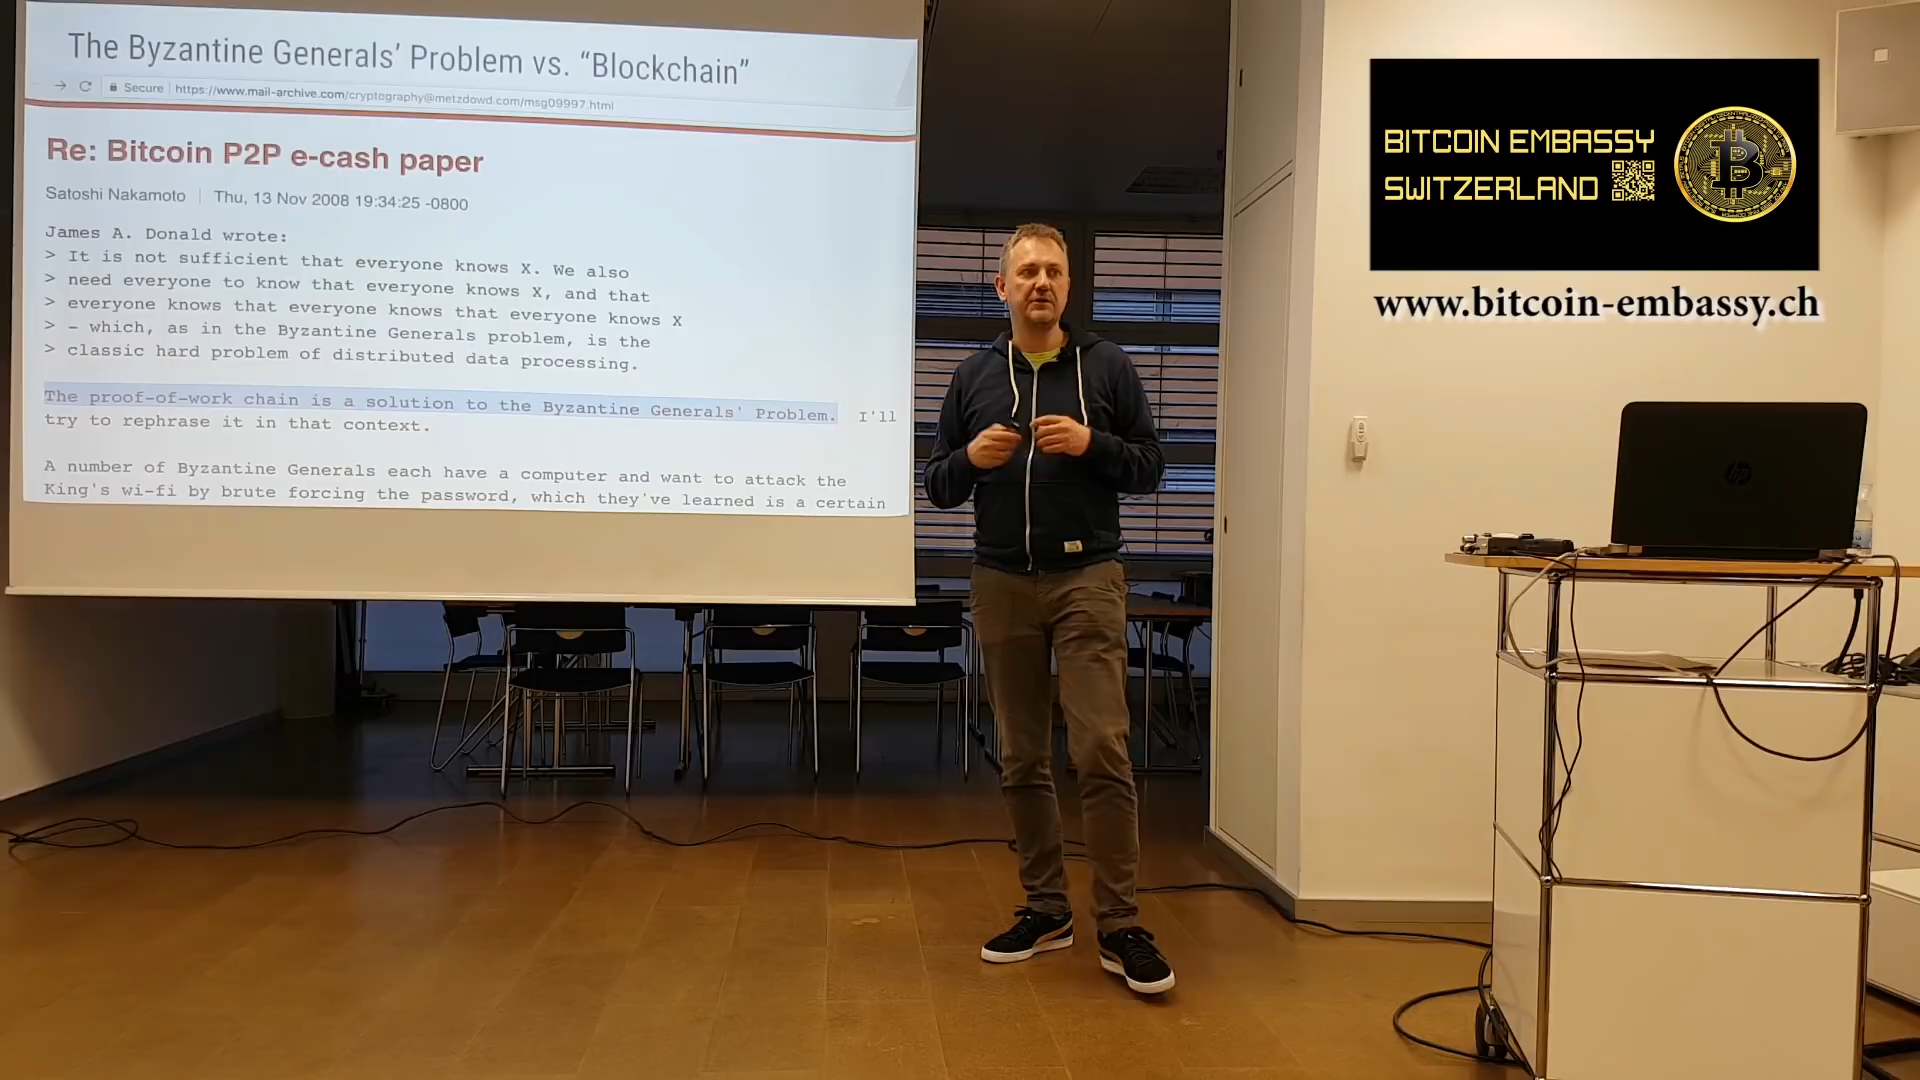 The Byzantine Generals’ Problem vs. “Blockchain”
Secure | https://www.mail-archive.com/cryptography@metzdowd.com/msg09997.html
Re: Bitcoin P2P e-cash paper
Satoshi Nakamoto | Thu, 13 Nov 2008 19:34:25 -0800
James A. Donald wrote:
> It is not sufficient that everyone knows X. We also
> need everyone to know that everyone knows X, and that
> everyone knows that everyone knows that everyone knows X
> - which, as in the Byzantine Generals problem, is the
> classic hard problem of distributed data processing.
The proof-of-work chain is a solution to the Byzantine Generals' Problem. I'll
try to rephrase it in that context.
A number of Byzantine Generals each have a computer and want to attack the
King's wi-fi by brute forcing the password, which they've learned is a certain
BITCOIN EMBASSY
SWITZERLAND
www.bitcoin-embassy.ch
hp